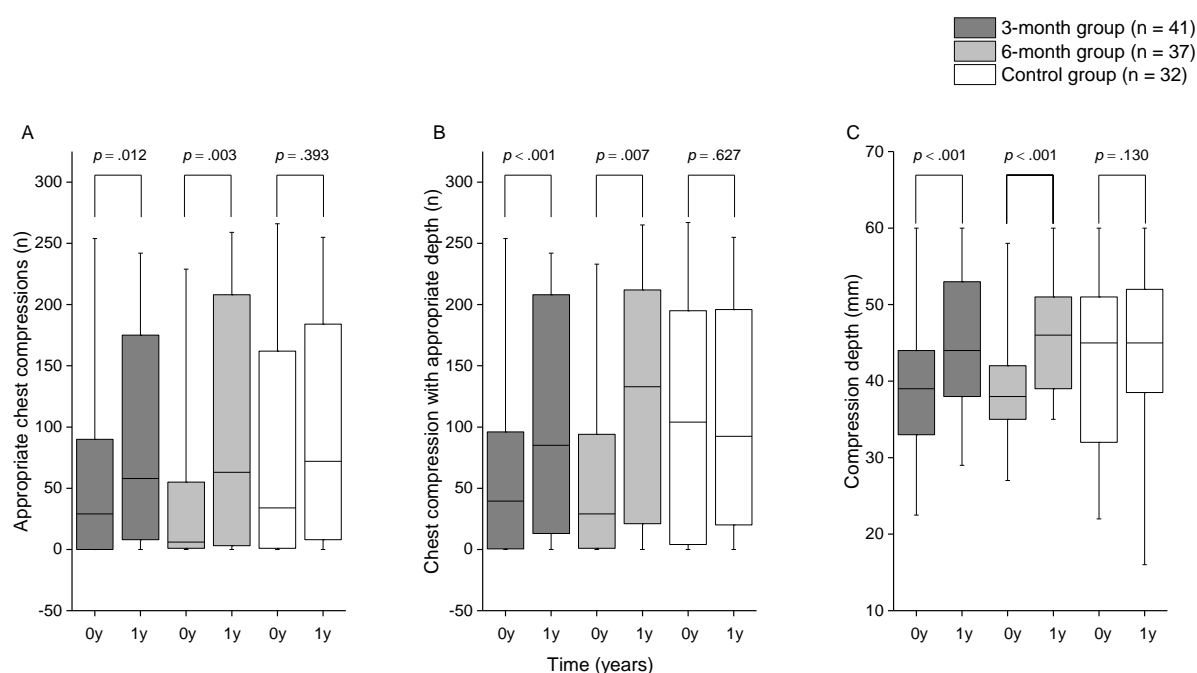 3-month group (n = 41)
6-month group (n = 37)
Control group (n = 32)
A
p = .012
p = .003
p = .393
300
250
200
150
100
50
0
-50
Appropriate chest compressions (n)
0y 1y 0y 1y 0y 1y
B
p < .001
p = .007
p = .627
300
250
200
150
100
50
0
-50
Chest compression with appropriate depth (n)
0y 1y 0y 1y 0y 1y
Time (years)
C
p < .001
p < .001
p = .130
70
60
50
40
30
20
10
Compression depth (mm)
0y 1y 0y 1y 0y 1y